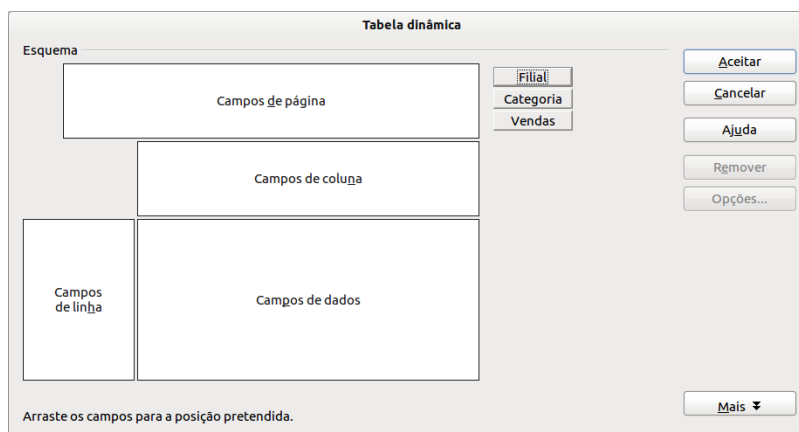 Tabela dinâmica
Esquema
Campos de página
Campos de coluna
Campos
de linha
Campos de dados
Filial
Categoria
Vendas
Aceitar
Cancelar
Ajuda
Remover
Opções...
Mais
Arraste os campos para a posição pretendida.